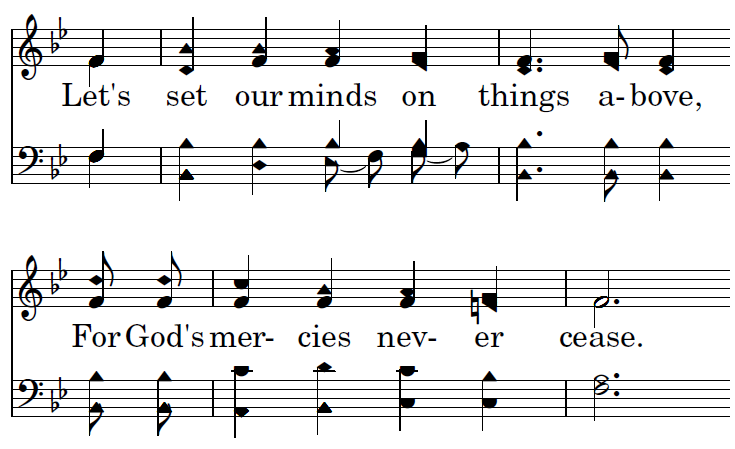 Let's set our minds on things a- bove,
For God's mer- cies nev- er cease.